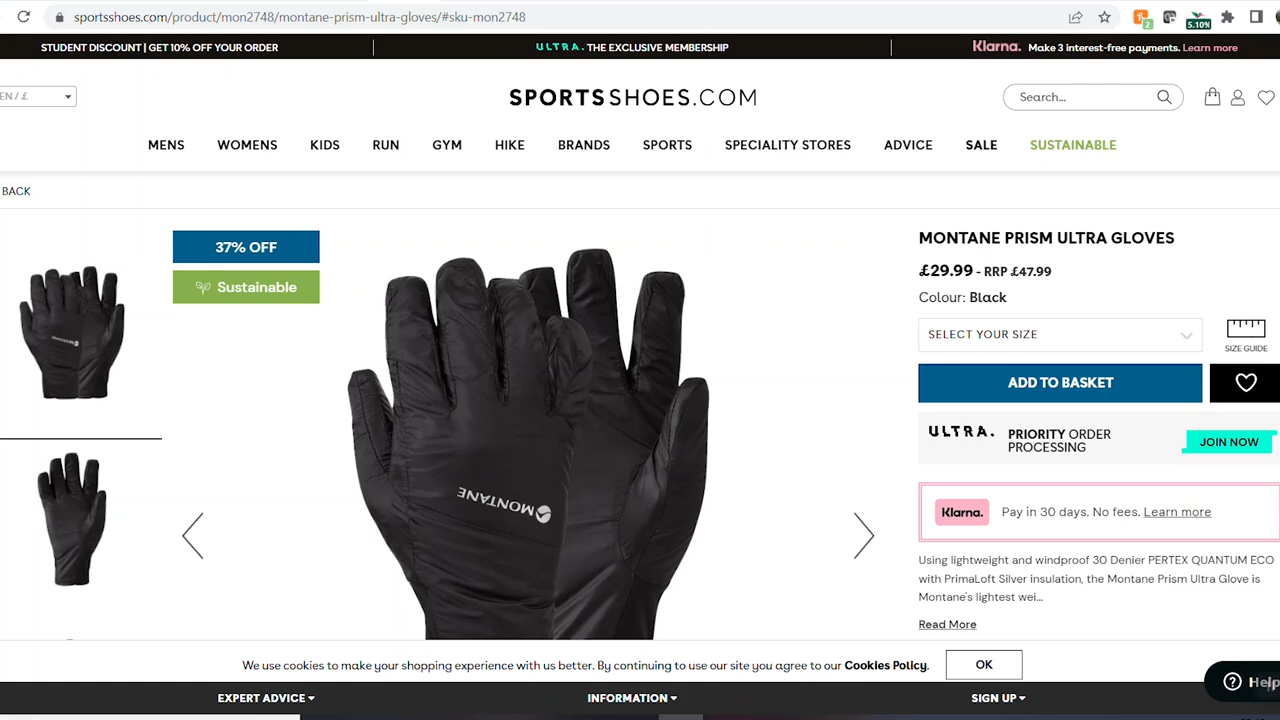 sportsshoes.com/product/mon2748/montane-prism-ultra-gloves/#sku-mon2748
2
5.10%
STUDENT DISCOUNT | GET 10% OFF YOUR ORDER
ULTRA. THE EXCLUSIVE MEMBERSHIP
Klarna. Make 3 interest-free payments. Learn more
EN / £
SPORTSSHOES.COM
Search...
MENS WOMENS KIDS RUN GYM HIKE BRANDS SPORTS SPECIALITY STORES ADVICE SALE SUSTAINABLE
BACK
37% OFF
Sustainable
MONTANE
MONTANE
MONTANE PRISM ULTRA GLOVES
£29.99 - RRP £47.99
Colour: Black
SELECT YOUR SIZE
SIZE GUIDE
ADD TO BASKET
ULTRA. PRIORITY ORDER
PROCESSING
JOIN NOW
Klarna. Pay in 30 days. No fees. Learn more
Using lightweight and windproof 30 Denier PERTEX QUANTUM ECO
with PrimaLoft Silver insulation, the Montane Prism Ultra Glove is
Montane's lightest wei...
Read More
We use cookies to make your shopping experience with us better. By continuing to use our site you agree to our Cookies Policy.
OK
EXPERT ADVICE INFORMATION SIGN UP
Help